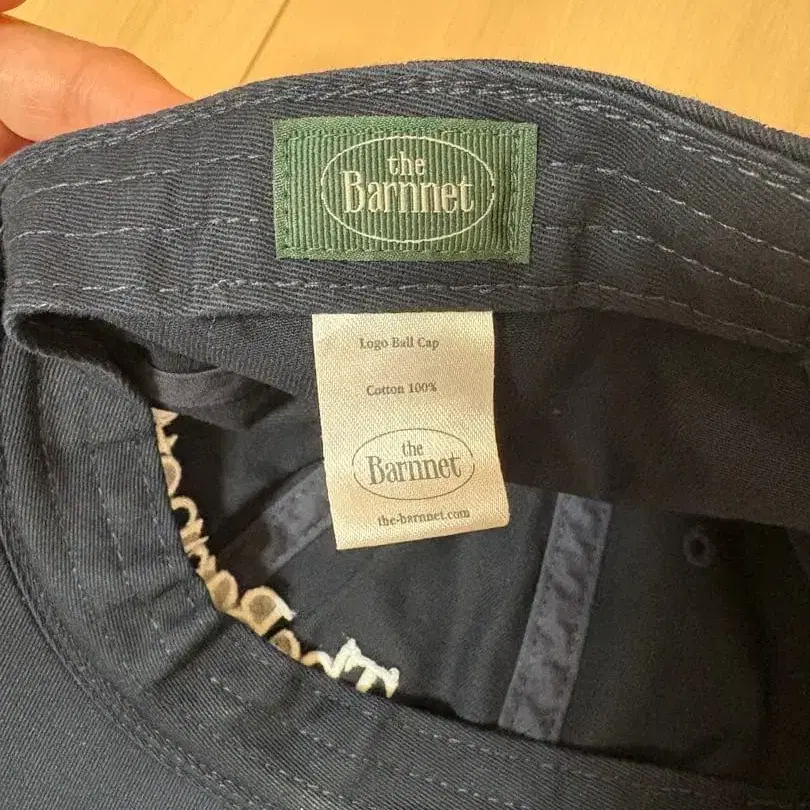 the
Barnnet
Logo Ball Cap
Cotton 100%
the
Barnnet
the-barnnet.com